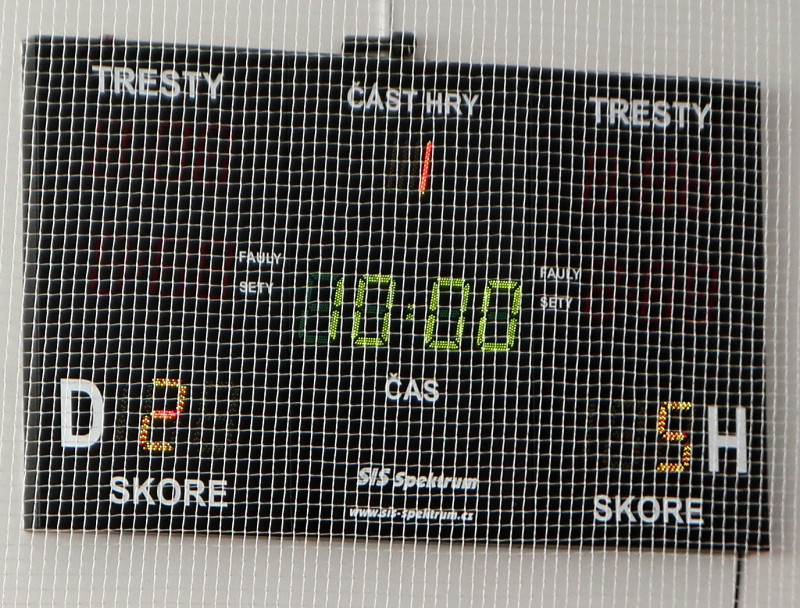 TRESTY
ČÁST HRY
TRESTY
1
FAULY
SETY
10:00
FAULY
SETY
ČAS
D
2
5
H
SKORE
SIS Spektrum
www.sis-spektrum.cz
SKORE